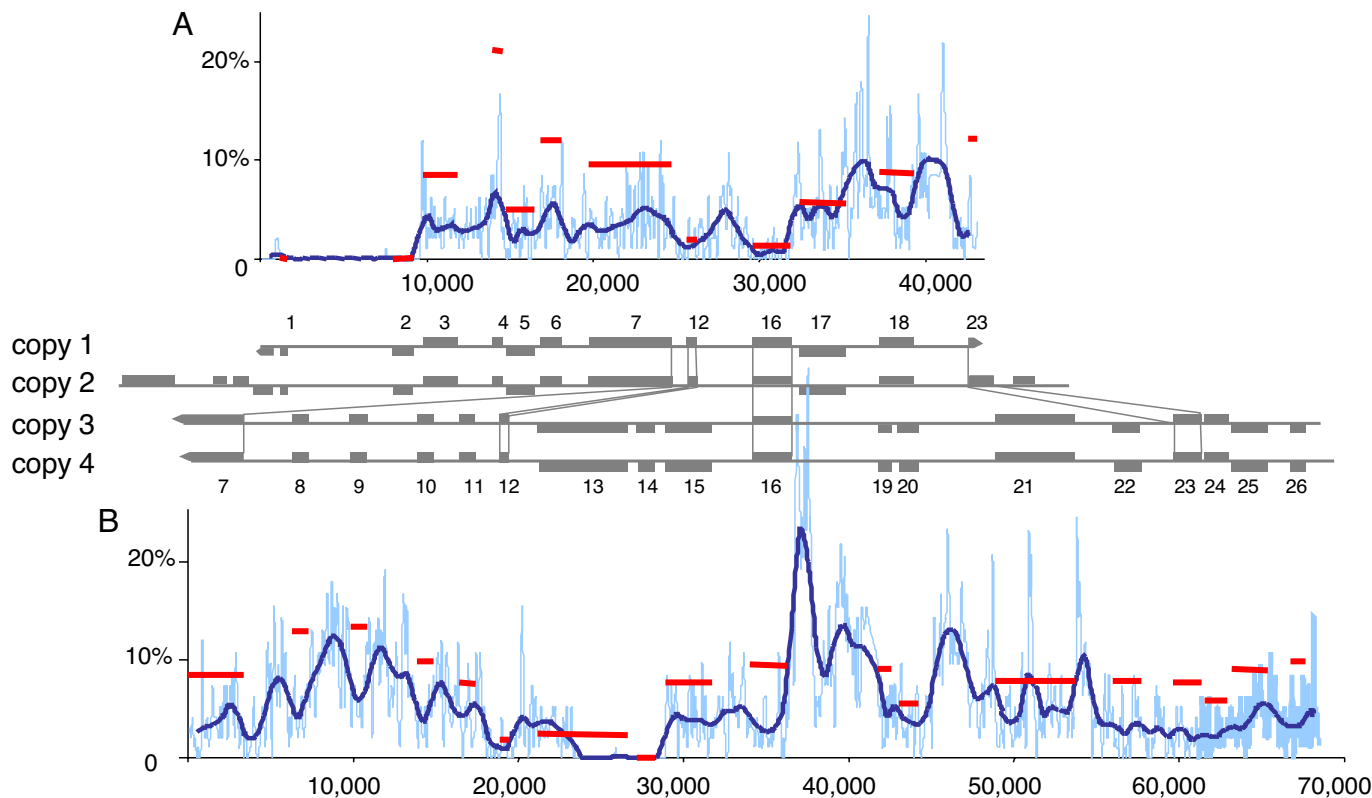 A
20%
10%
0
10,000 20,000 30,000 40,000
1 2 3 4 5 6 7 12 16 17 18 23
copy 1
copy 2
copy 3
copy 4
7 8 9 10 11 12 13 14 15 16 19 20 21 22 23 24 25 26
B
20%
10%
0
10,000 20,000 30,000 40,000 50,000 60,000 70,000